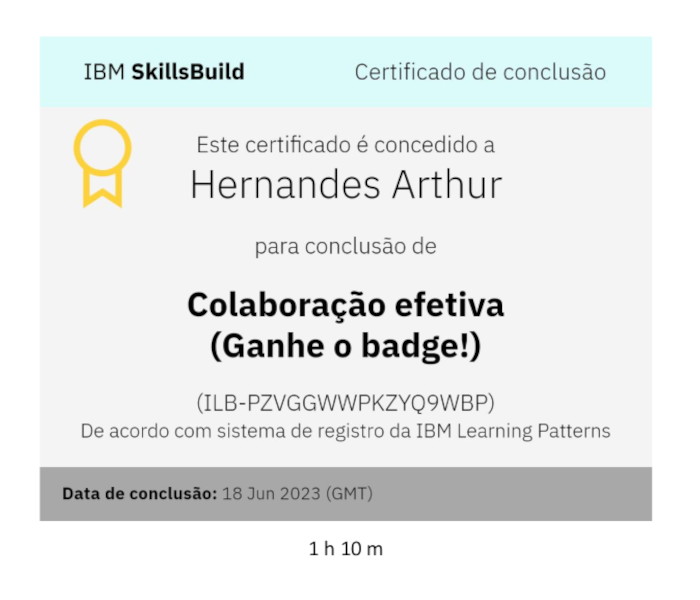 IBM SkillsBuild
Certificado de conclusão
Este certificado é concedido a
Hernandes Arthur
para conclusão de
Colaboração efetiva
(Ganhe o badge!)
(ILB-PZVGGWWPKZYQ9WBP)
De acordo com sistema de registro da IBM Learning Patterns
Data de conclusão: 18 Jun 2023 (GMT)
1 h 10 m